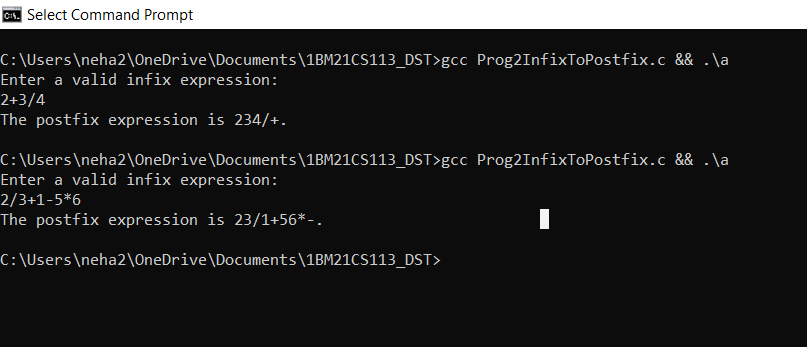 Select Command Prompt
C:\Users\neha2\OneDrive\Documents\1BM21CS113_DST>gcc Prog2InfixToPostfix.c && .\a
Enter a valid infix expression:
2+3/4
The postfix expression is 234/+.
C:\Users\neha2\OneDrive\Documents\1BM21CS113_DST>gcc Prog2InfixToPostfix.c && .\a
Enter a valid infix expression:
2/3+1-5*6
The postfix expression is 23/1+56*-.
C:\Users\neha2\OneDrive\Documents\1BM21CS113_DST>